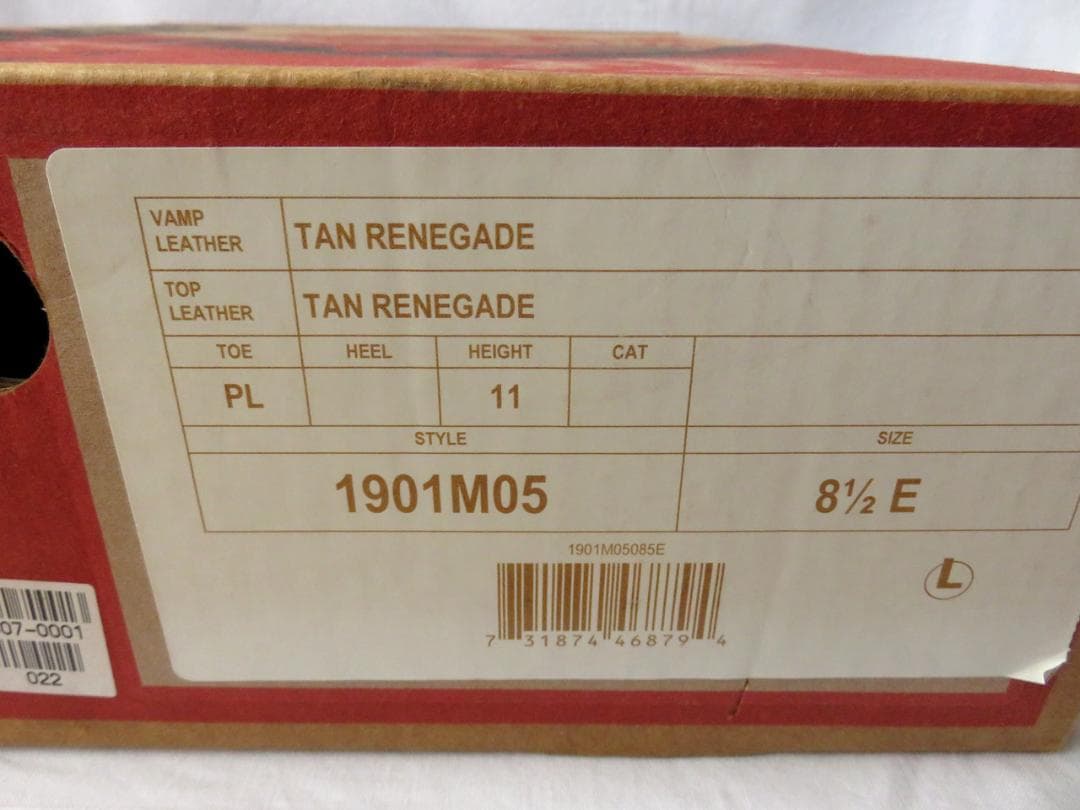 VAMP
LEATHER
TAN RENEGADE
TOP
LEATHER
TAN RENEGADE
TOE HEEL HEIGHT CAT
PL 11
STYLE SIZE
1901M05 8½ E
1901M05085E
L
7 31874 46879 4
07-0001
022